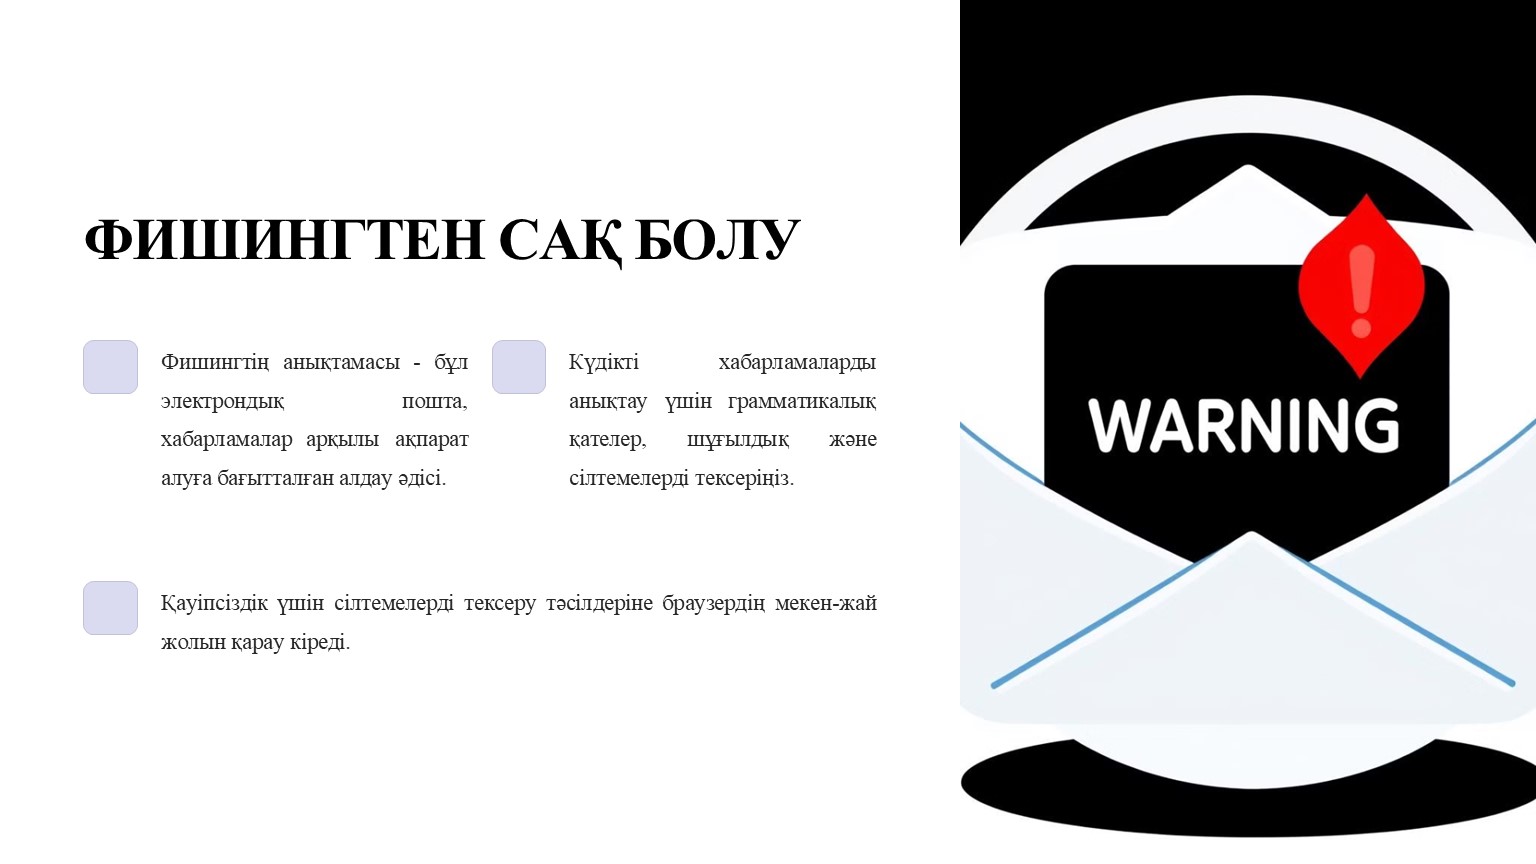 ФИШИНГТЕН САҚ БОЛУ
Фишингтің анықтамасы - бұл
электрондық пошта,
хабарламалар арқылы ақпарат
алуға бағытталған алдау әдісі.
Күдікті хабарламаларды
анықтау үшін грамматикалық
қателер, шұғылдық және
сілтемелерді тексеріңіз.
Қауіпсіздік үшін сілтемелерді тексеру тәсілдеріне браузердің мекен-жай
жолын қарау кіреді.
WARNING